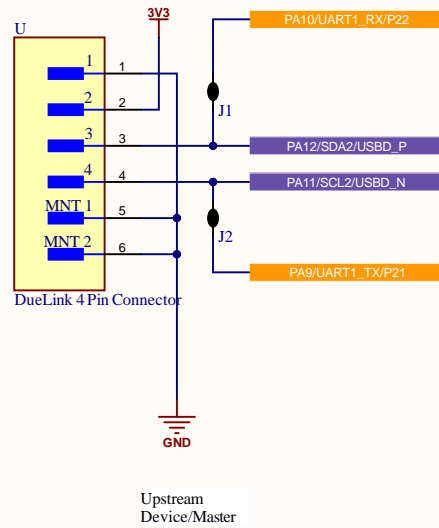 3V3
PA10/UART1_RX/P22
U
1
1
2
2
J1
3
3
PA12/SDA2/USBD_P
4
4
PA11/SCL2/USBD_N
MNT 1
5
J2
MNT 2
6
PA9/UART1_TX/P21
DueLink 4 Pin Connector
GND
Upstream
Device/Master